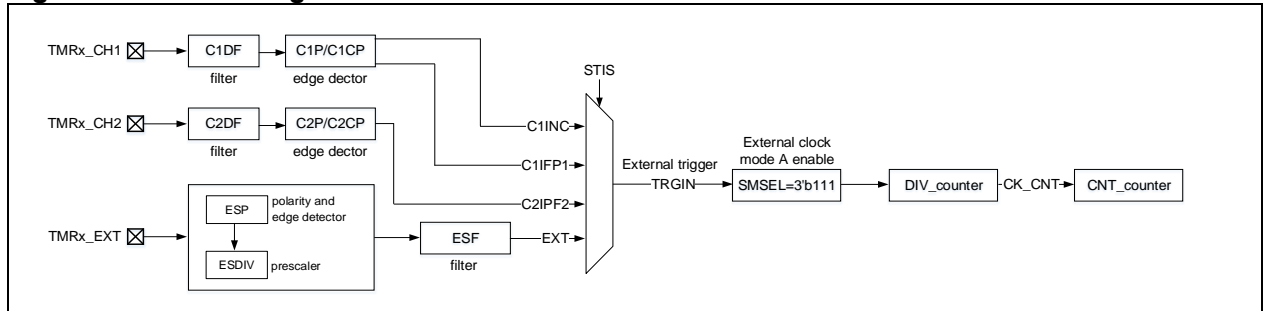 TMRx_CH1
C1DF
filter
C1P/C1CP
edge dector
TMRx_CH2
C2DF
filter
C2P/C2CP
edge dector
TMRx_EXT
ESP
polarity and
edge detector
ESDIV
prescaler
ESF
filter
STIS
C1INC
C1IFP1
C2IPF2
EXT
External trigger
TRGIN
External clock
mode A enable
SMSEL=3'b111
DIV_counter
CK_CNT
CNT_counter